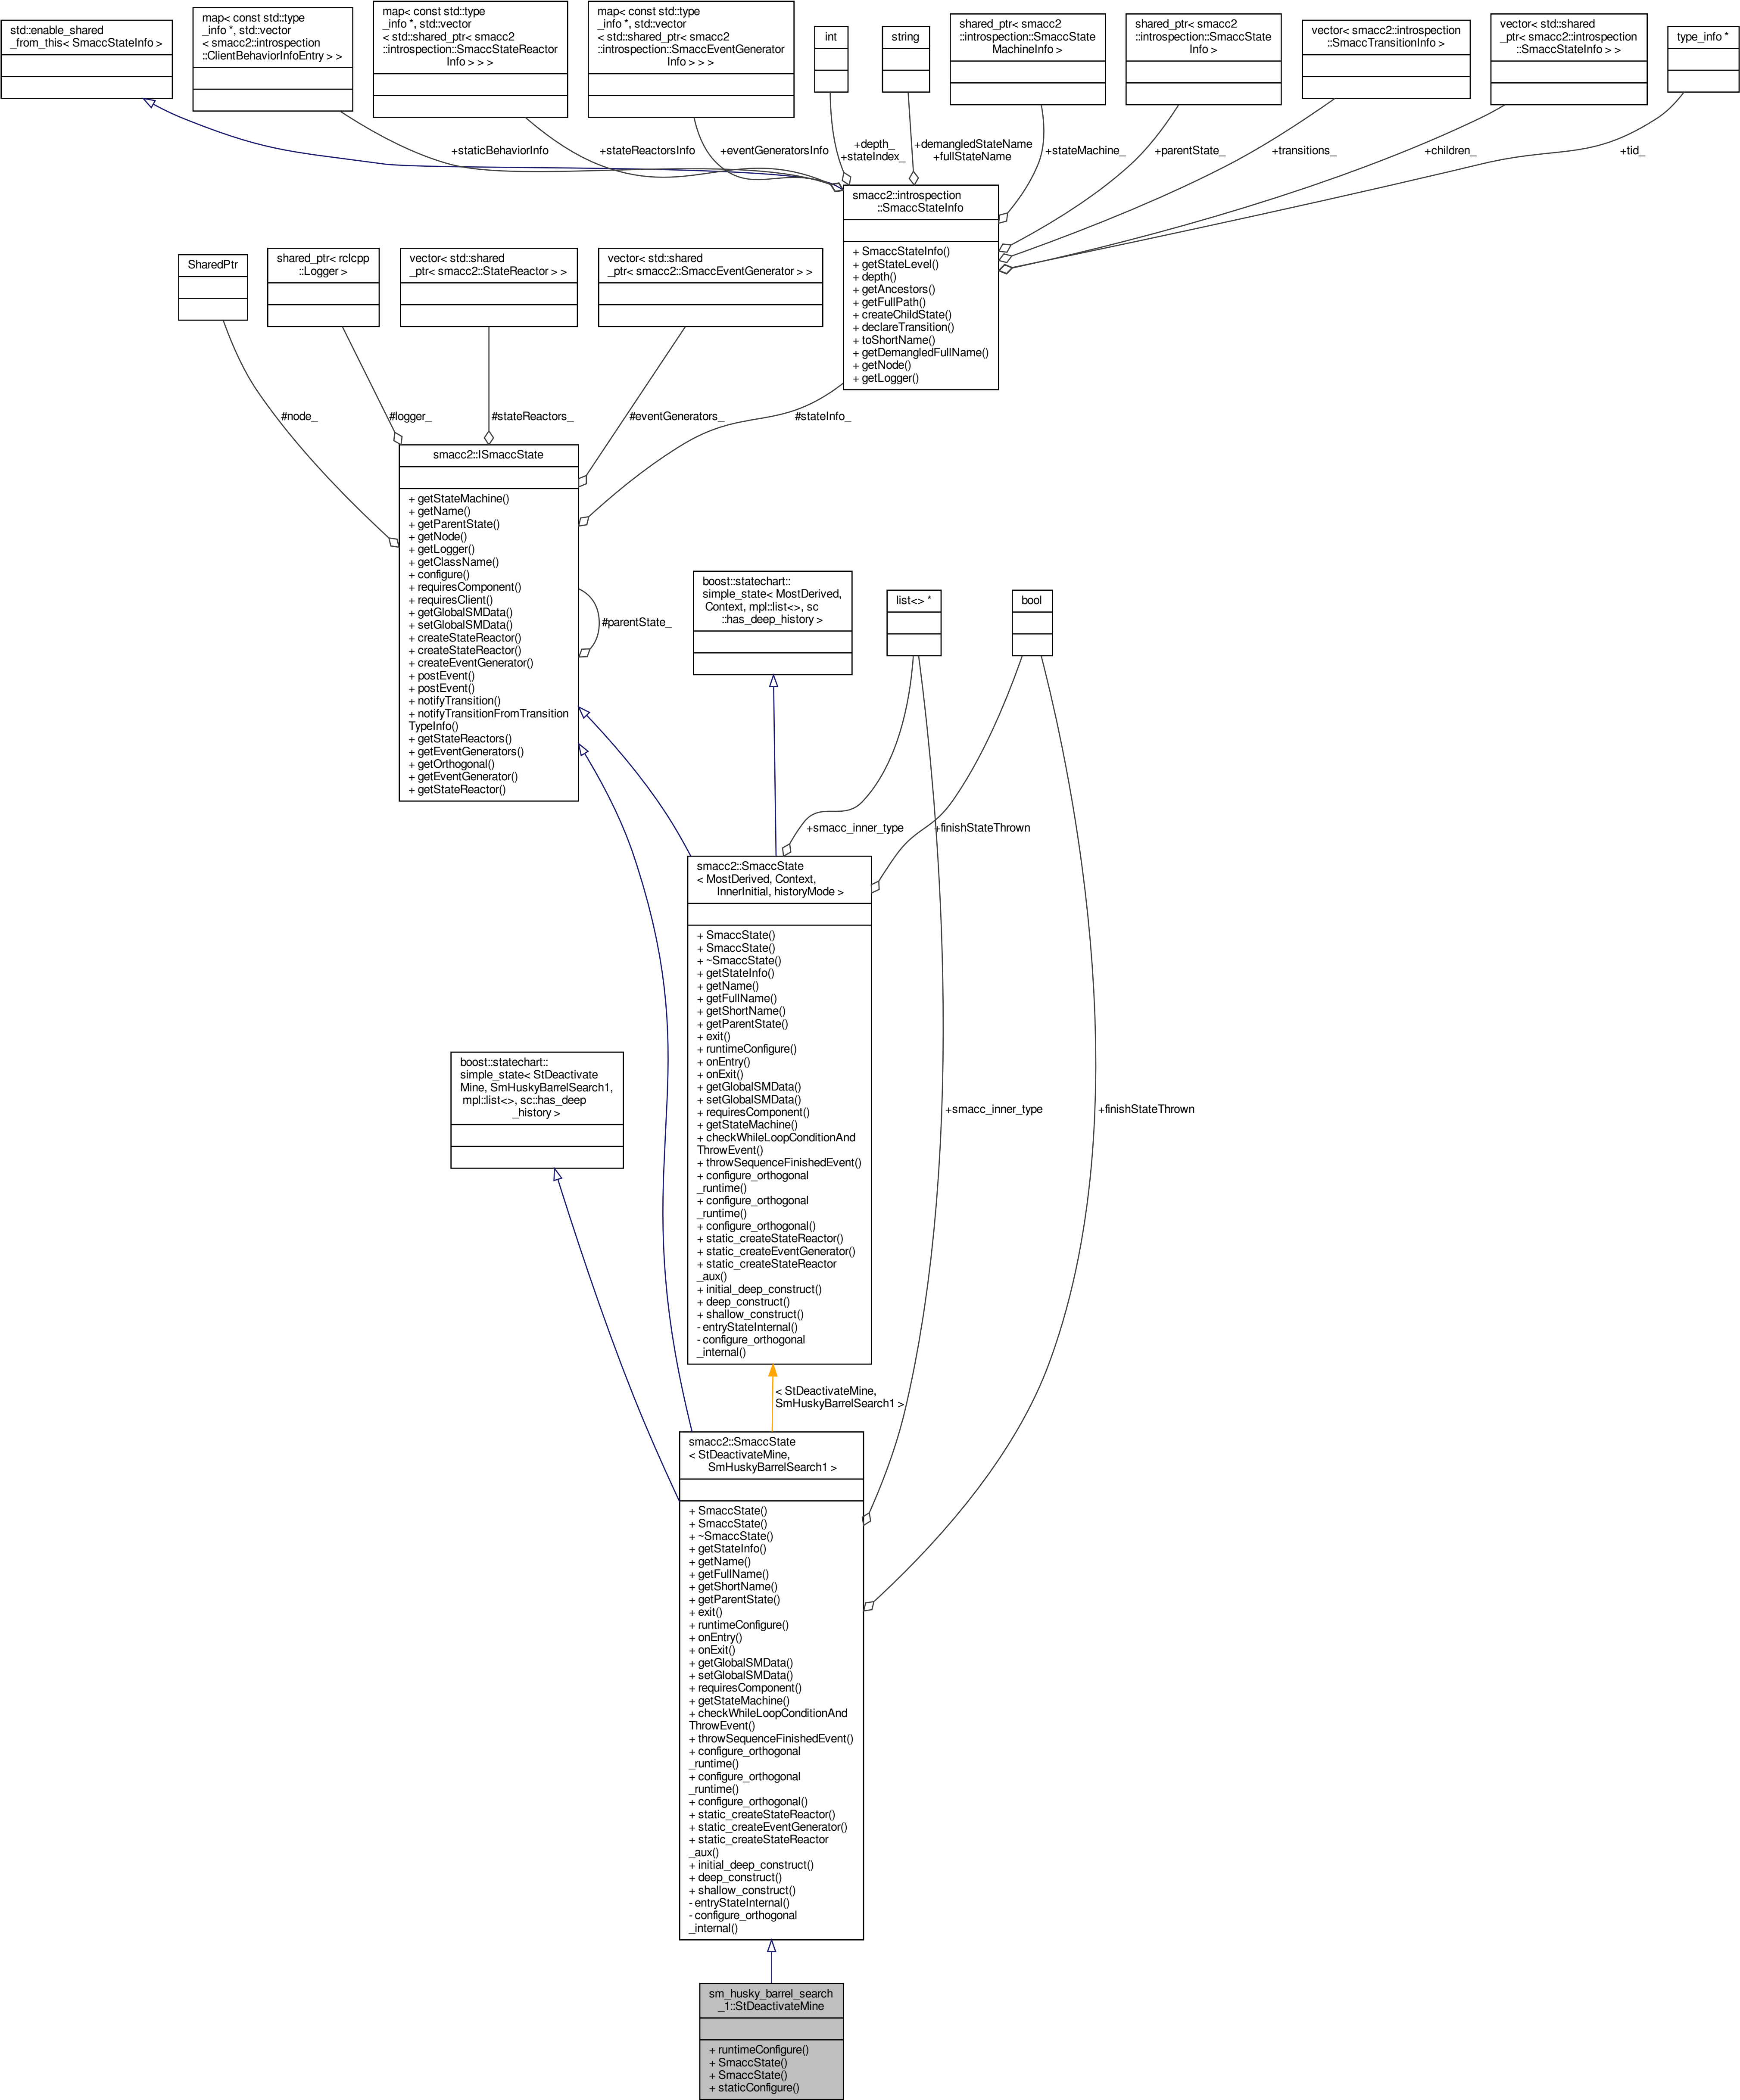 std::enable_shared
_from_this< SmaccStateInfo >
map< const std::type
_info *, std::vector
< smacc2::introspection
::ClientBehaviorInfoEntry > >
map< const std::type
_info *, std::vector
< std::shared_ptr< smacc2
::introspection::SmaccStateReactor
Info > > >
map< const std::type
_info *, std::vector
< std::shared_ptr< smacc2
::introspection::SmaccEventGenerator
Info > > >
int
string
shared_ptr< smacc2
::introspection::SmaccState
MachineInfo >
shared_ptr< smacc2
::introspection::SmaccState
Info >
vector< smacc2::introspection
::SmaccTransitionInfo >
vector< std::shared
_ptr< smacc2::introspection
::SmaccStateInfo > >
type_info *
+staticBehaviorInfo
+stateReactorsInfo
+eventGeneratorsInfo
+depth_
+stateIndex_
+demangledStateName
+fullStateName
+stateMachine_
+parentState_
+transitions_
+children_
+tid_
smacc2::introspection
::SmaccStateInfo
+ SmaccStateInfo()
+ getStateLevel()
+ depth()
+ getAncestors()
+ getFullPath()
+ createChildState()
+ declareTransition()
+ toShortName()
+ getDemangledFullName()
+ getNode()
+ getLogger()
SharedPtr
shared_ptr< rclcpp
::Logger >
vector< std::shared
_ptr< smacc2::StateReactor > >
vector< std::shared
_ptr< smacc2::SmaccEventGenerator > >
#node_
#logger_
#stateReactors_
#eventGenerators_
#stateInfo_
smacc2::ISmaccState
+ getStateMachine()
+ getName()
+ getParentState()
+ getNode()
+ getLogger()
+ getClassName()
+ configure()
+ requiresComponent()
+ requiresClient()
+ getGlobalSMData()
+ setGlobalSMData()
+ createStateReactor()
+ createStateReactor()
+ createEventGenerator()
+ postEvent()
+ postEvent()
+ notifyTransition()
+ notifyTransitionFromTransition
TypeInfo()
+ getStateReactors()
+ getEventGenerators()
+ getOrthogonal()
+ getEventGenerator()
+ getStateReactor()
#parentState_
boost::statechart::
simple_state< MostDerived,
Context, mpl::list<>, sc
::has_deep_history >
list<> *
bool
+smacc_inner_type
+finishStateThrown
smacc2::SmaccState
< MostDerived, Context,
InnerInitial, historyMode >
+ SmaccState()
+ SmaccState()
+ ~SmaccState()
+ getStateInfo()
+ getName()
+ getFullName()
+ getShortName()
+ getParentState()
+ exit()
+ runtimeConfigure()
+ onEntry()
+ onExit()
+ getGlobalSMData()
+ setGlobalSMData()
+ requiresComponent()
+ getStateMachine()
+ checkWhileLoopConditionAnd
ThrowEvent()
+ throwSequenceFinishedEvent()
+ configure_orthogonal
_runtime()
+ configure_orthogonal
_runtime()
+ configure_orthogonal()
+ static_createStateReactor()
+ static_createEventGenerator()
+ static_createStateReactor
_aux()
+ initial_deep_construct()
+ deep_construct()
+ shallow_construct()
- entryStateInternal()
- configure_orthogonal
_internal()
boost::statechart::
simple_state< StDeactivate
Mine, SmHuskyBarrelSearch1,
mpl::list<>, sc::has_deep
_history >
+smacc_inner_type
+finishStateThrown
< StDeactivateMine,
SmHuskyBarrelSearch1 >
smacc2::SmaccState
< StDeactivateMine,
SmHuskyBarrelSearch1 >
+ SmaccState()
+ SmaccState()
+ ~SmaccState()
+ getStateInfo()
+ getName()
+ getFullName()
+ getShortName()
+ getParentState()
+ exit()
+ runtimeConfigure()
+ onEntry()
+ onExit()
+ getGlobalSMData()
+ setGlobalSMData()
+ requiresComponent()
+ getStateMachine()
+ checkWhileLoopConditionAnd
ThrowEvent()
+ throwSequenceFinishedEvent()
+ configure_orthogonal
_runtime()
+ configure_orthogonal
_runtime()
+ configure_orthogonal()
+ static_createStateReactor()
+ static_createEventGenerator()
+ static_createStateReactor
_aux()
+ initial_deep_construct()
+ deep_construct()
+ shallow_construct()
- entryStateInternal()
- configure_orthogonal
_internal()
sm_husky_barrel_search
_1::StDeactivateMine
+ runtimeConfigure()
+ SmaccState()
+ SmaccState()
+ staticConfigure()